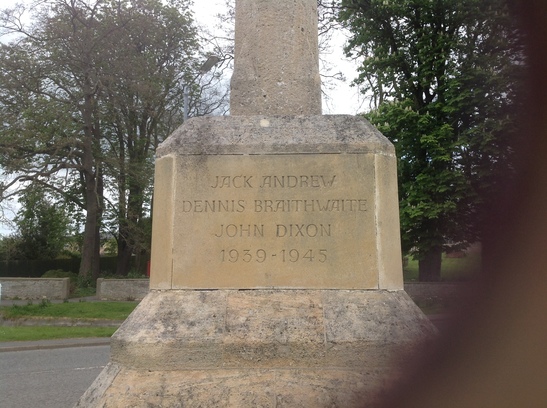 JACK ANDREW
DENNIS BRAITHWAITE
JOHN DIXON
1939-1945